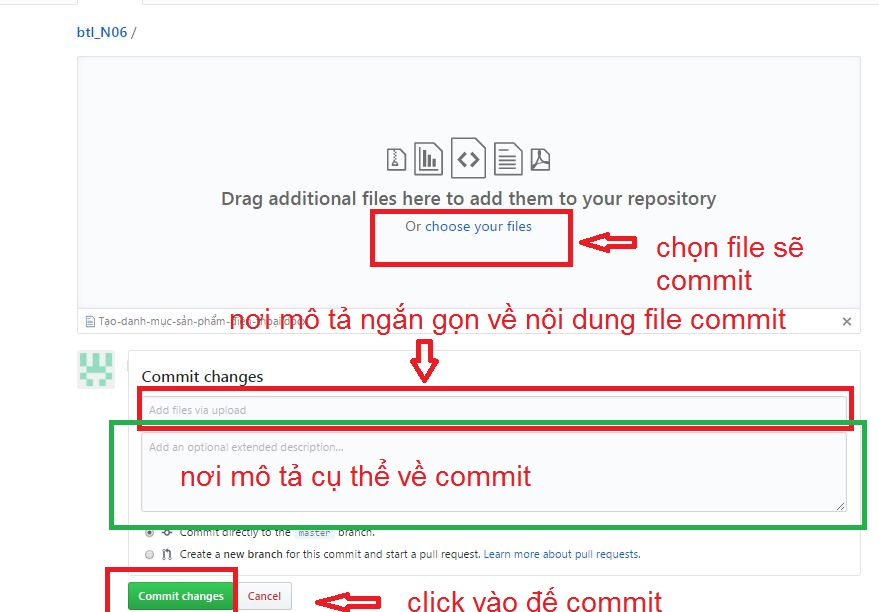 btl_N06 /
Drag additional files here to add them to your repository
Or choose your files
chọn file sẽ
commit
Tạo-danh-mục-sản-phẩm-điện-thoại.docx
nơi mô tả ngắn gọn về nội dung file commit
Commit changes
Add files via upload
Add an optional extended description...
nơi mô tả cụ thể về commit
Commit directly to the master branch.
Create a new branch for this commit and start a pull request. Learn more about pull requests.
Commit changes
Cancel
click vào để commit